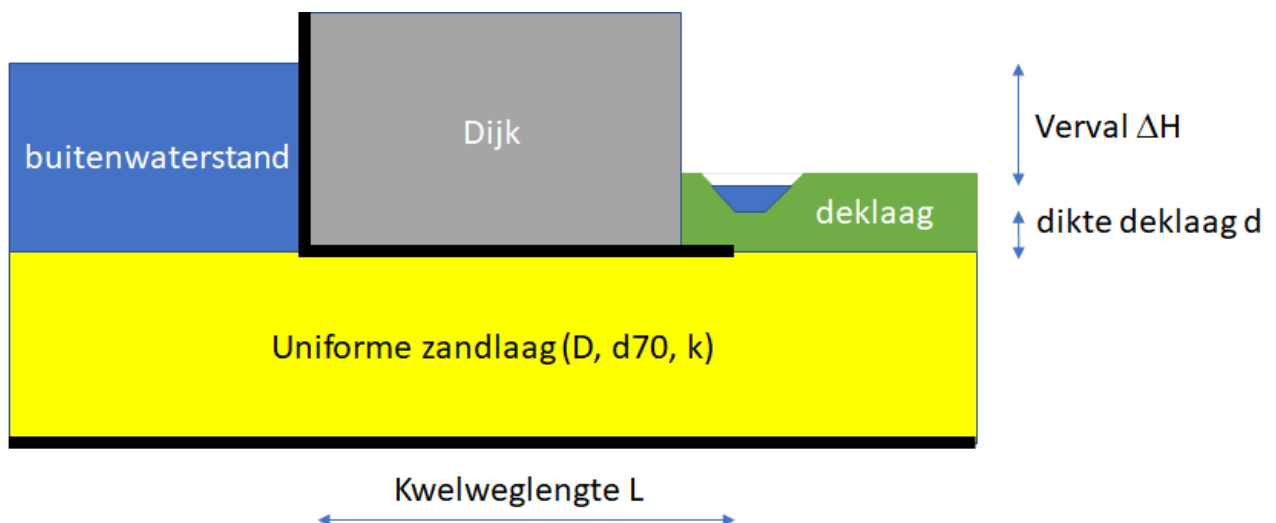 Dijk
buitenwaterstand
Verval ΔH
deklaag
dikte deklaag d
Uniforme zandlaag (D, d70, k)
Kwelweglengte L